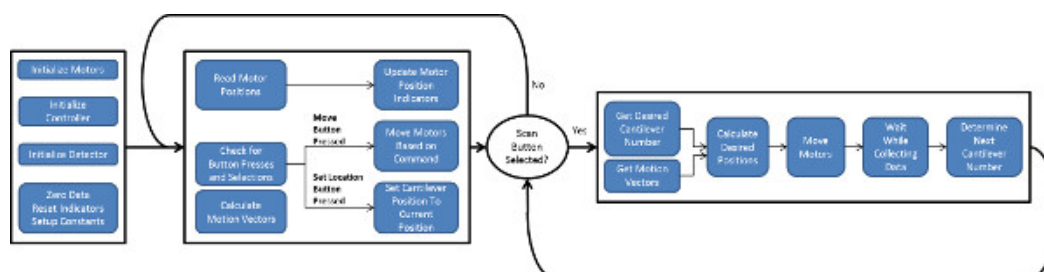 Initialize Motors
Initialize
Controller
Initialize Detector
Zero Data
Reset Indicators
Setup Constants
Read Motor
Positions
Update Motor
Position
Indicators
Check for
Button Presses
and Selections
Move
Button
Pressed
Move Motors
Based on
Command
Set Location
Button
Pressed
Set Cantilever
Position To
Current
Position
Calculate
Motion Vectors
No
Scan
Button
Selected?
Yes
Get Desired
Cantilever
Number
Get Motion
Vectors
Calculate
Desired
Positions
Move
Motors
Wait
While
Collecting
Data
Determine
Next
Cantilever
Number